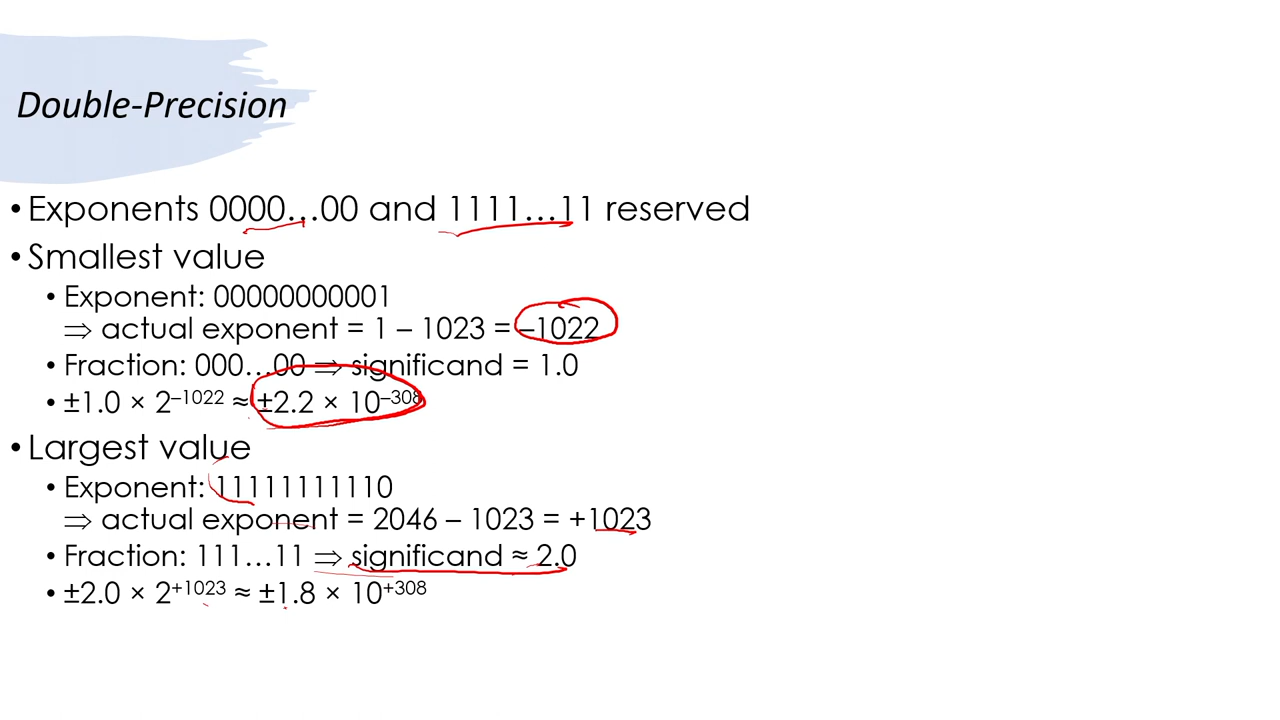 Double-Precision
• Exponents 0000…00 and 1111…11 reserved
• Smallest value
• Exponent: 00000000001
⇒ actual exponent = 1 – 1023 = –1022
• Fraction: 000…00 ⇒ significand = 1.0
• ±1.0 × 2–1022 ≈ ±2.2 × 10–308
• Largest value
• Exponent: 11111111110
⇒ actual exponent = 2046 – 1023 = +1023
• Fraction: 111…11 ⇒ significand ≈ 2.0
• ±2.0 × 2+1023 ≈ ±1.8 × 10+308